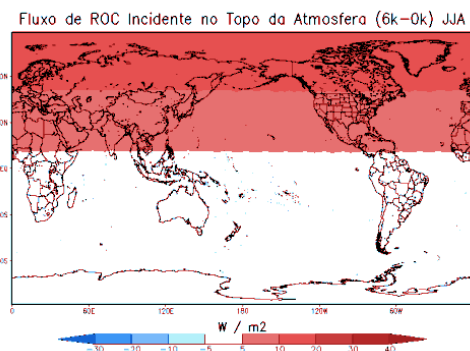 Fluxo de ROC Incidente no Topo da Atmosfera (6k-0k) JJA
0 60E 120E 180 120W 60W
W / m2
-30 -20 -10 -5 5 10 20 30 40